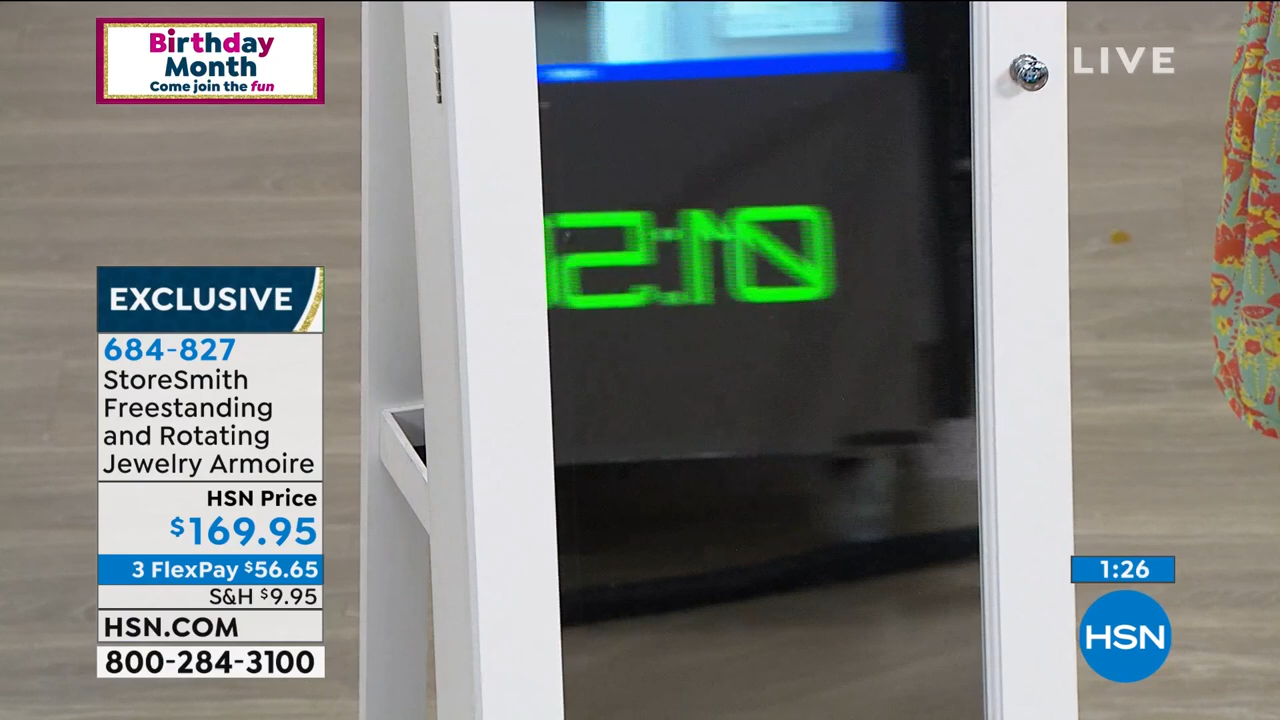 Birthday
Month
Come join the fun
LIVE
EXCLUSIVE
684-827
StoreSmith
Freestanding
and Rotating
Jewelry Armoire
HSN Price
$169.95
3 FlexPay $56.65
S&H $9.95
HSN.COM
800-284-3100
1:26
HSN